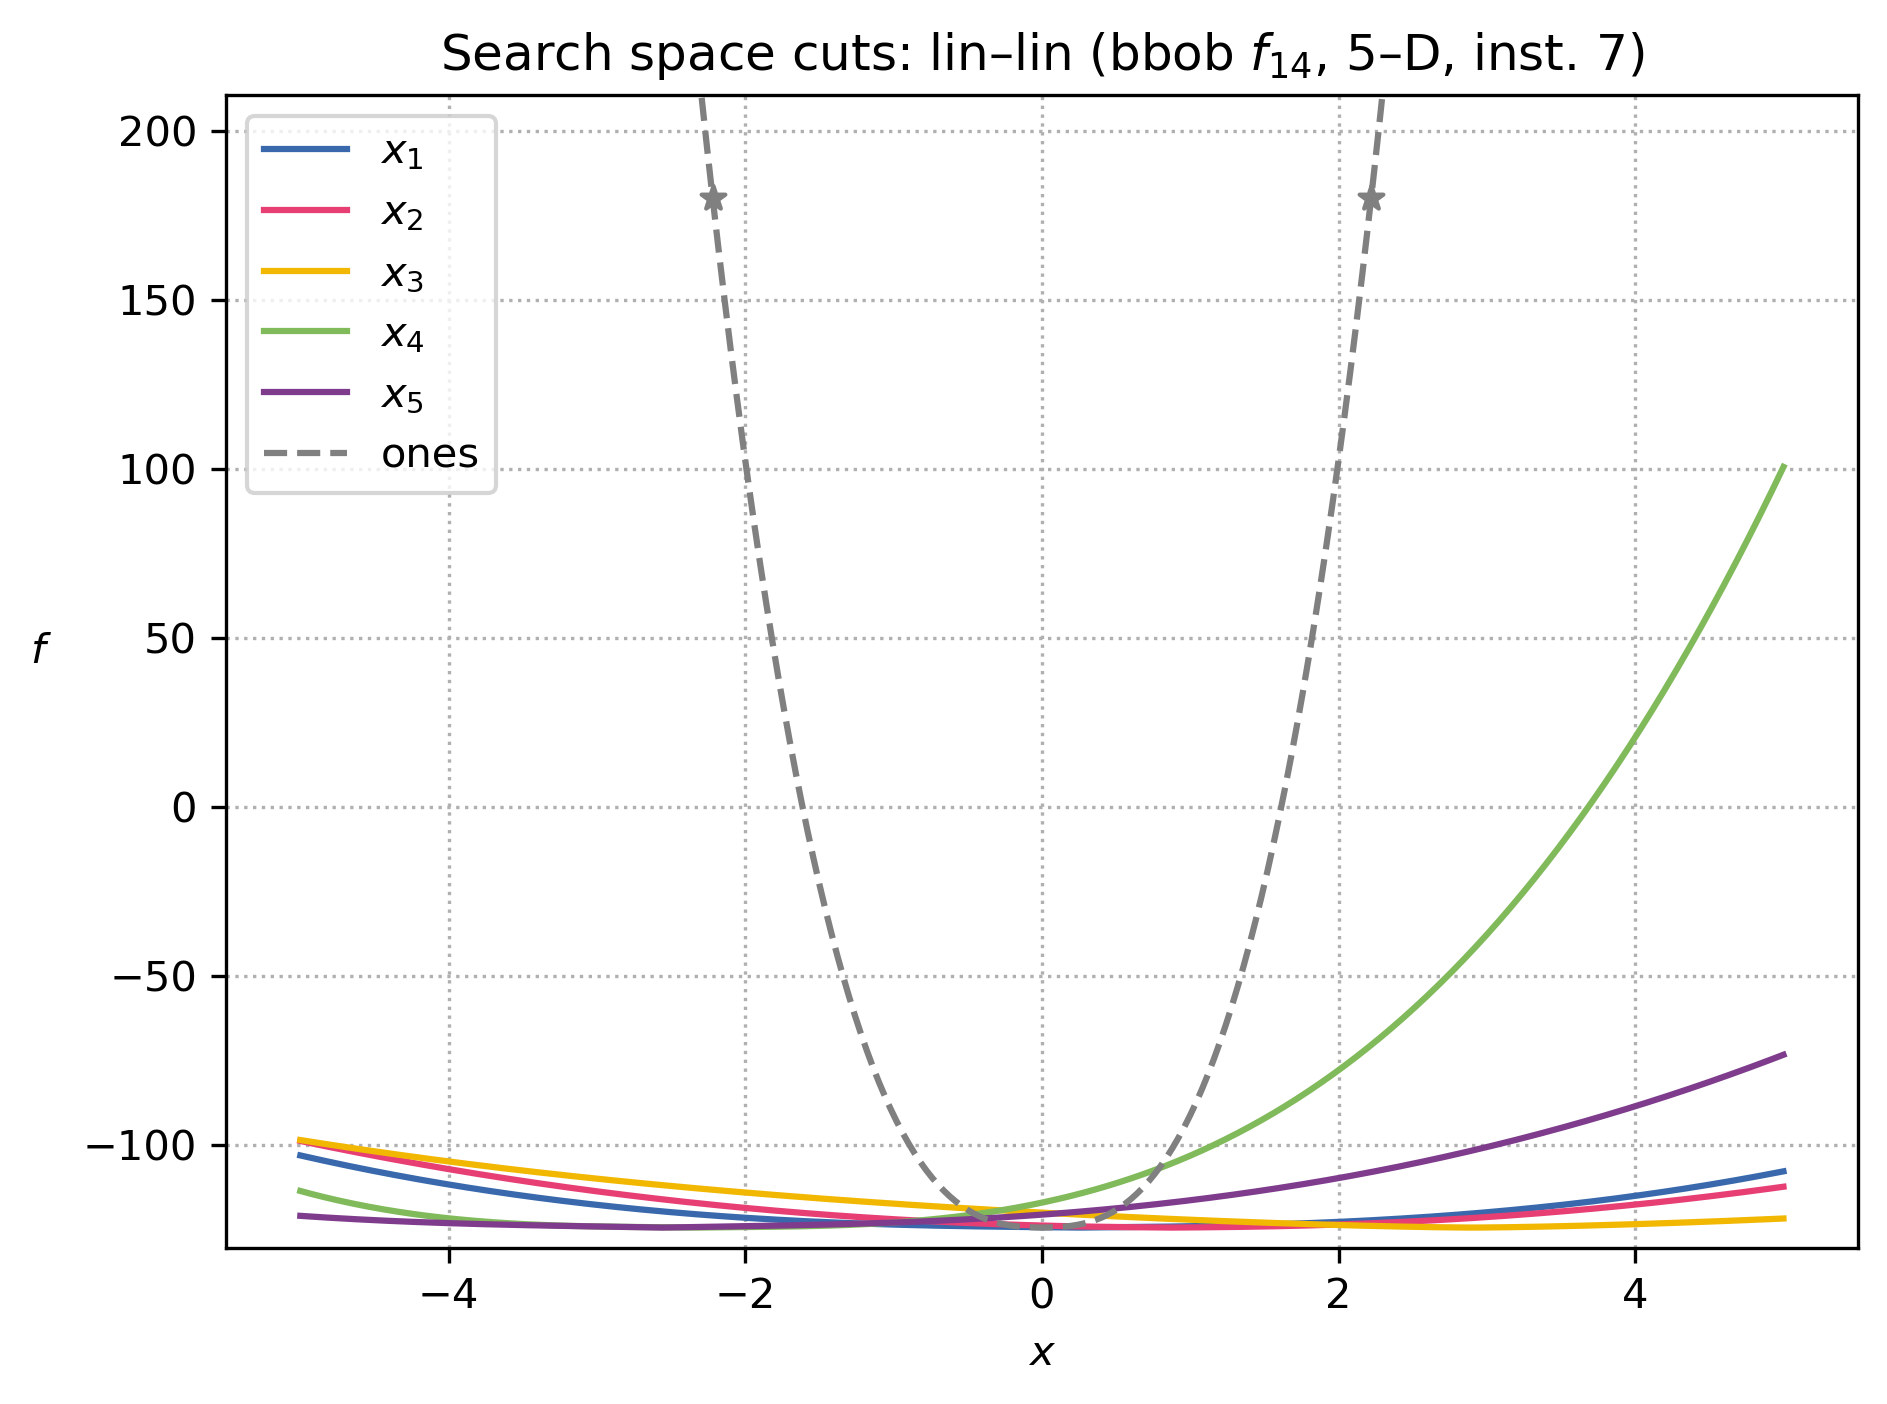 Search space cuts: lin–lin (bbob f14, 5–D, inst. 7)
x1
x2
x3
x4
x5
ones
200
150
100
50
0
−50
−100
f
−4
−2
0
2
4
x